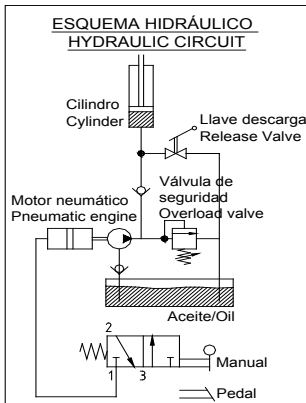 ESQUEMA HIDRÁULICO
HYDRAULIC CIRCUIT
Cilindro
Cylinder
Llave descarga
Release Valve
Motor neumático
Pneumatic engine
Válvula de
seguridad
Overload valve
Aceite/Oil
2
1
3
Manual
Pedal